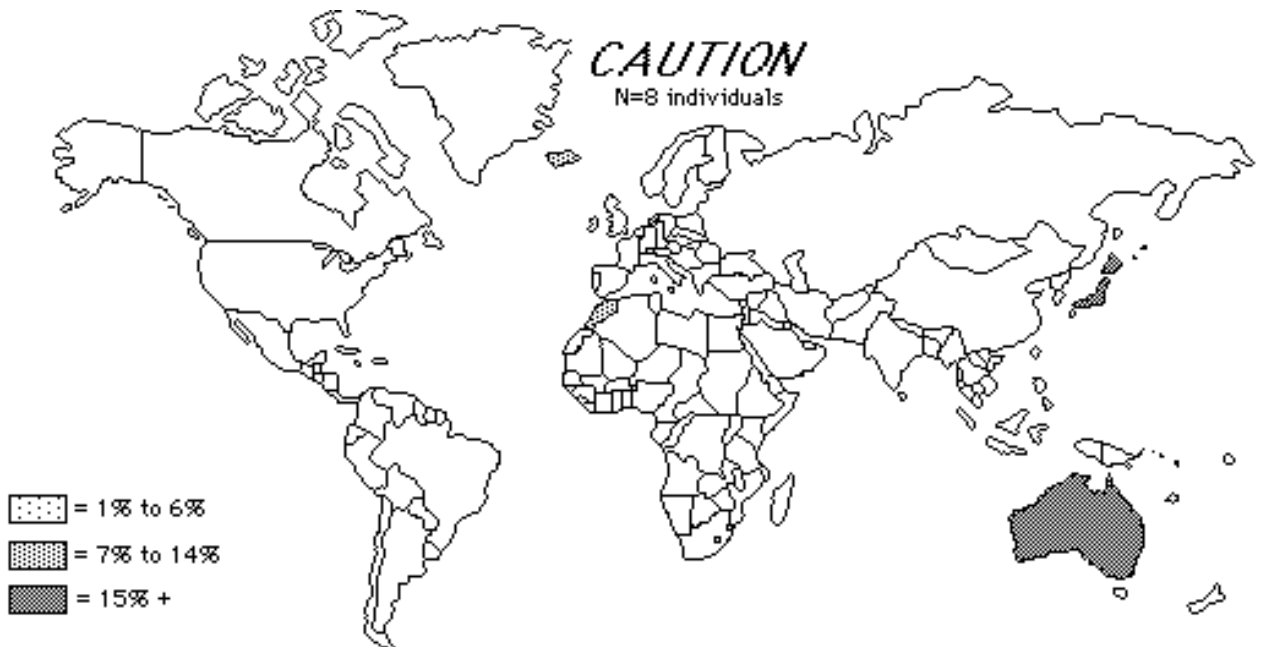 CAUTION
N=8 individuals
= 1% to 6%
= 7% to 14%
= 15% +